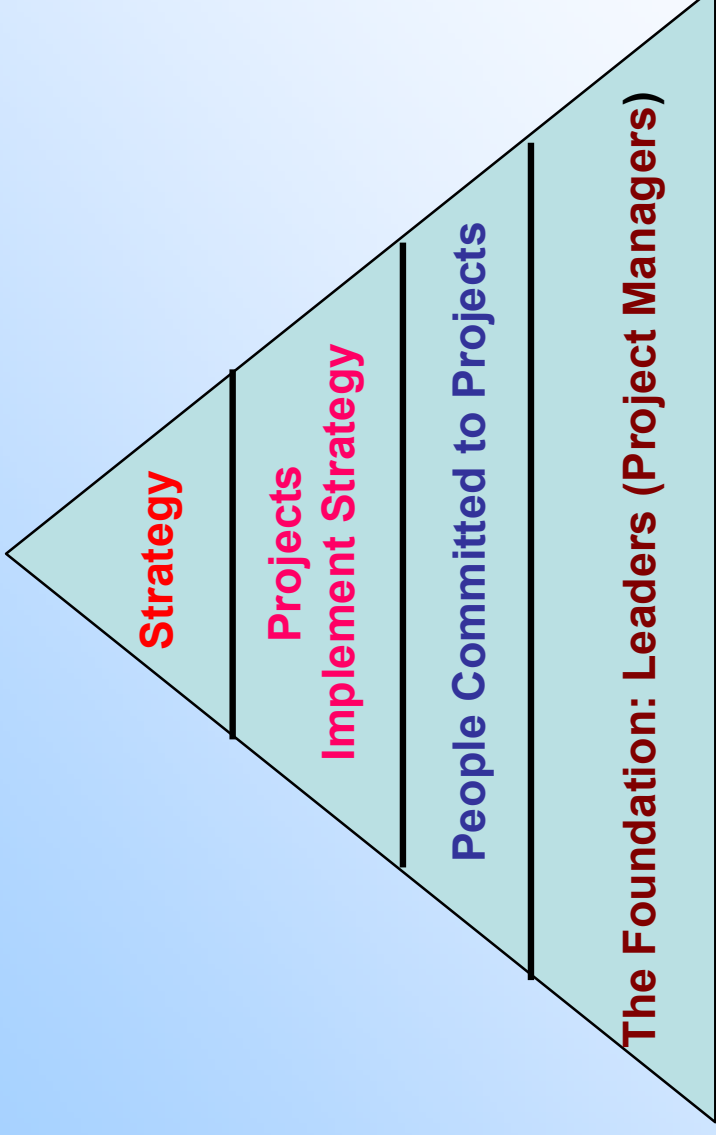 Strategy
Projects
Implement Strategy
People Committed to Projects
The Foundation: Leaders (Project Managers)